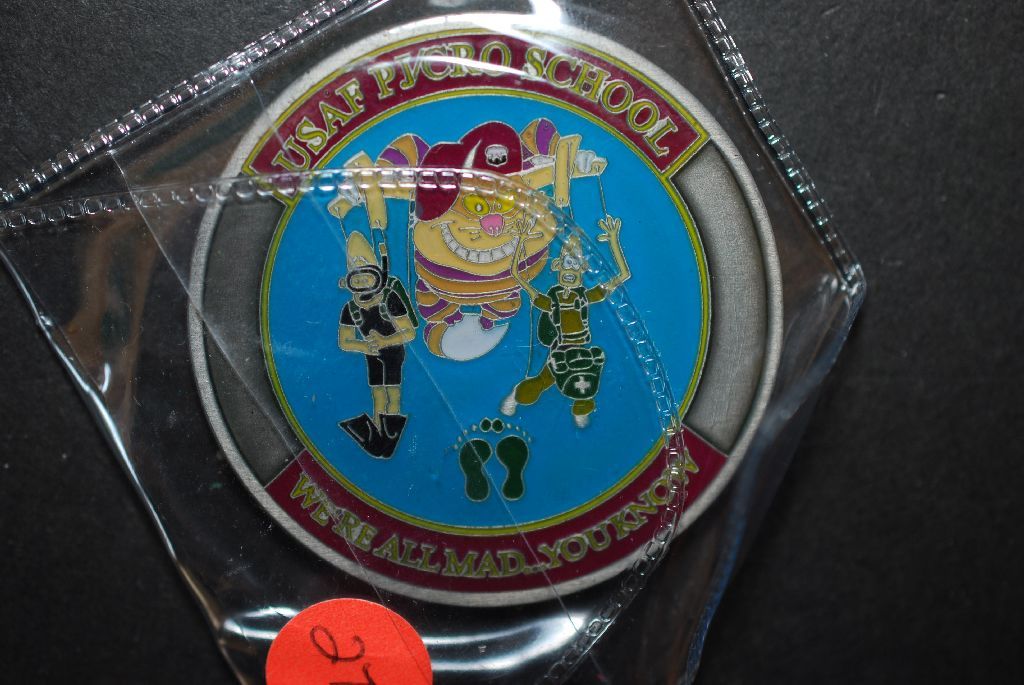 USAF PJ/CRO SCHOOL
WE'RE ALL MAD...YOU KNOW